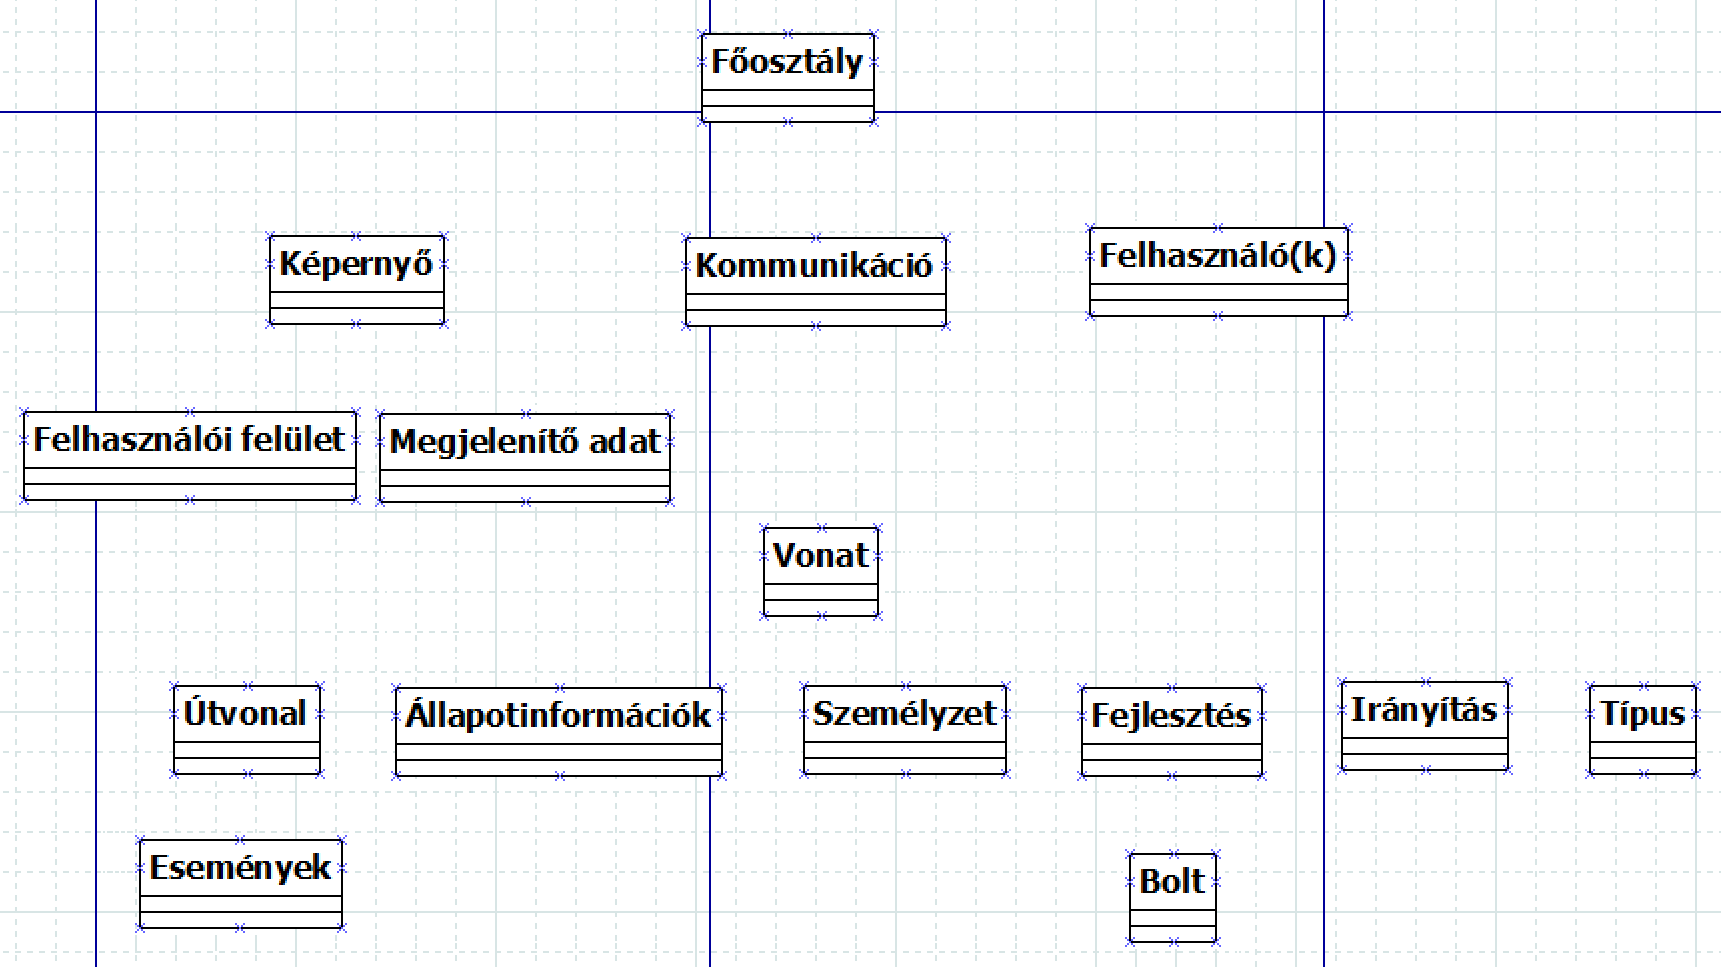 Főosztály
Képernyő
Kommunikáció
Felhasználó(k)
Felhasználói felület
Megjelenítő adat
Vonat
Útvonal
Állapotinformációk
Személyzet
Fejlesztés
Irányítás
Típus
Események
Bolt